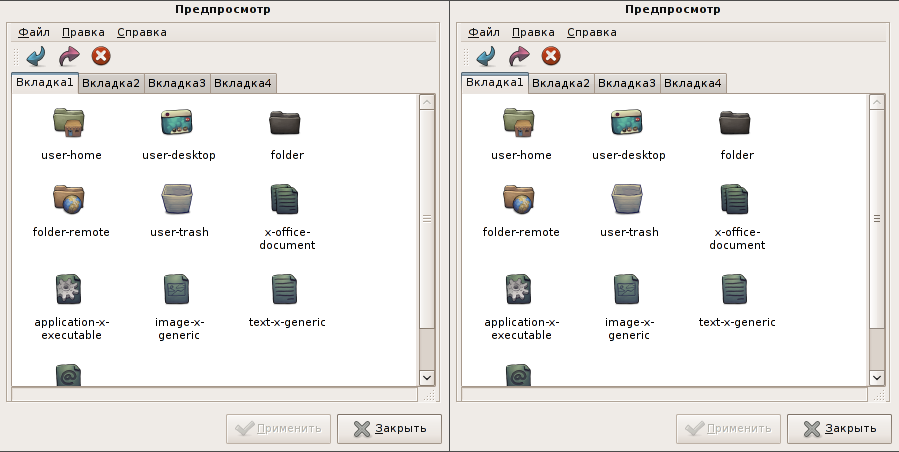 Предпросмотр
Файл Правка Справка
Вкладка1 Вкладка2 Вкладка3 Вкладка4
user-home user-desktop folder
folder-remote user-trash x-office-
document
application-x- image-x- text-x-generic
executable generic
Применить Закрыть
Предпросмотр
Файл Правка Справка
Вкладка1 Вкладка2 Вкладка3 Вкладка4
user-home user-desktop folder
folder-remote user-trash x-office-
document
application-x- image-x- text-x-generic
executable generic
Применить Закрыть